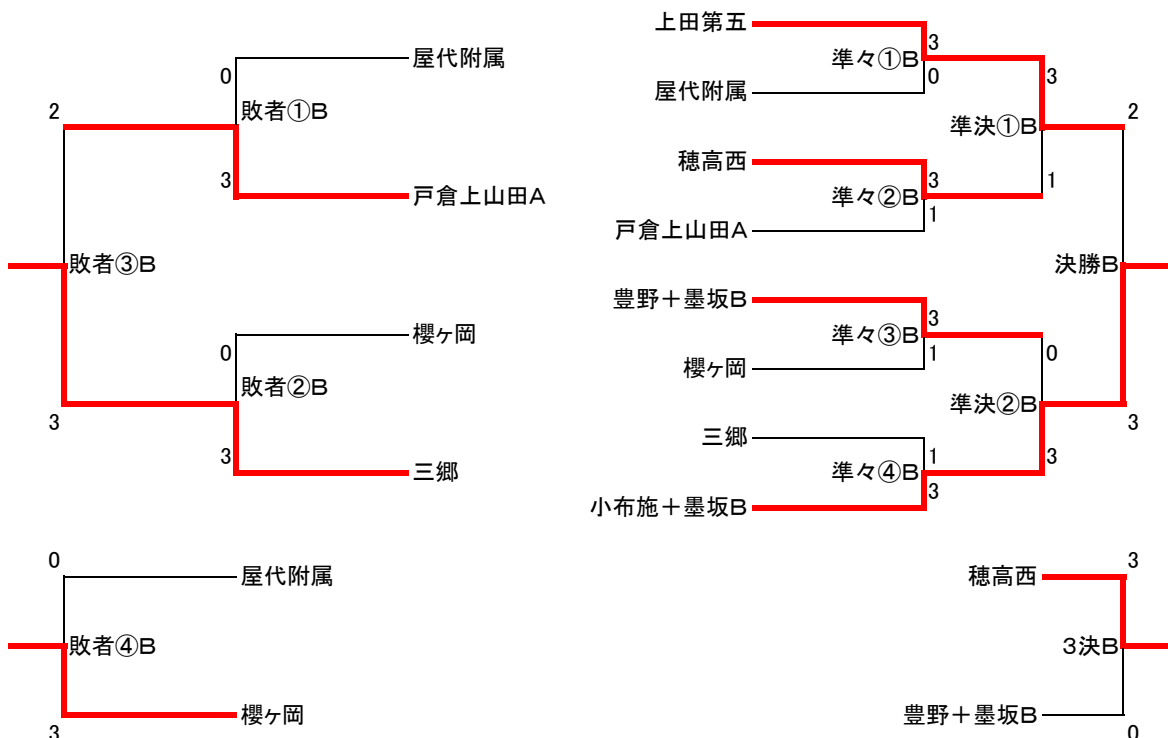 上田第五
3
準々①B
0
屋代附属
3
準決①B
1
穂高西
3
準々②B
1
戸倉上山田A
2
決勝B
3
豊野＋墨坂B
3
準々③B
1
櫻ヶ岡
0
準決②B
3
三郷
1
準々④B
3
小布施＋墨坂B
屋代附属
0
敗者①B
3
戸倉上山田A
2
敗者③B
3
櫻ヶ岡
0
敗者②B
3
三郷
0
屋代附属
敗者④B
櫻ヶ岡
3
穂高西
3
3決B
豊野＋墨坂B
0